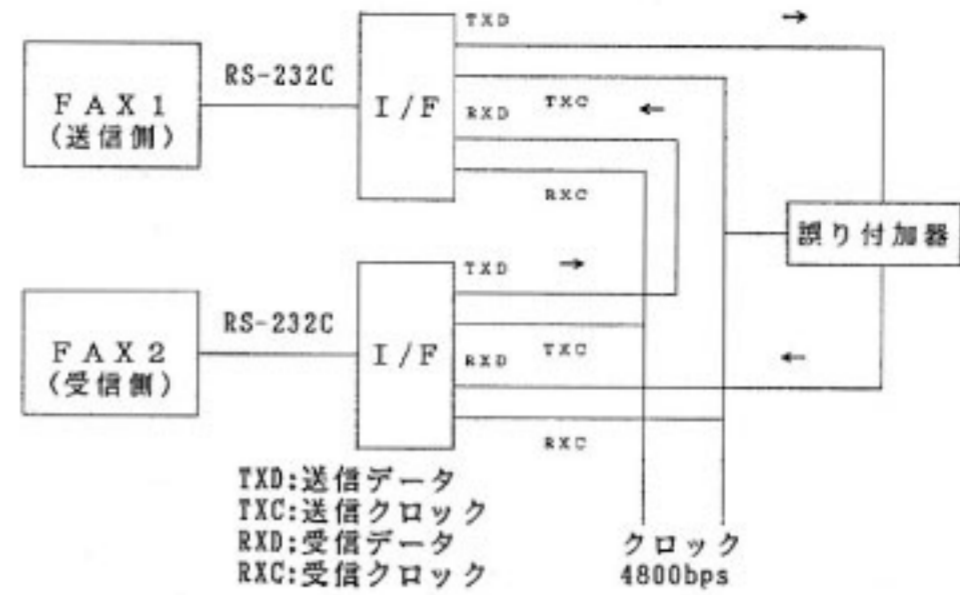 TXD →
RS-232C
FAX1
(送信側)
I/F
RXD TXC ←
RXC
誤り付加器
TXD →
RS-232C
FAX2
(受信側)
I/F
RXD TXC ←
RXC
TXD:送信データ
TXC:送信クロック
RXD:受信データ
RXC:受信クロック
クロック
4800bps